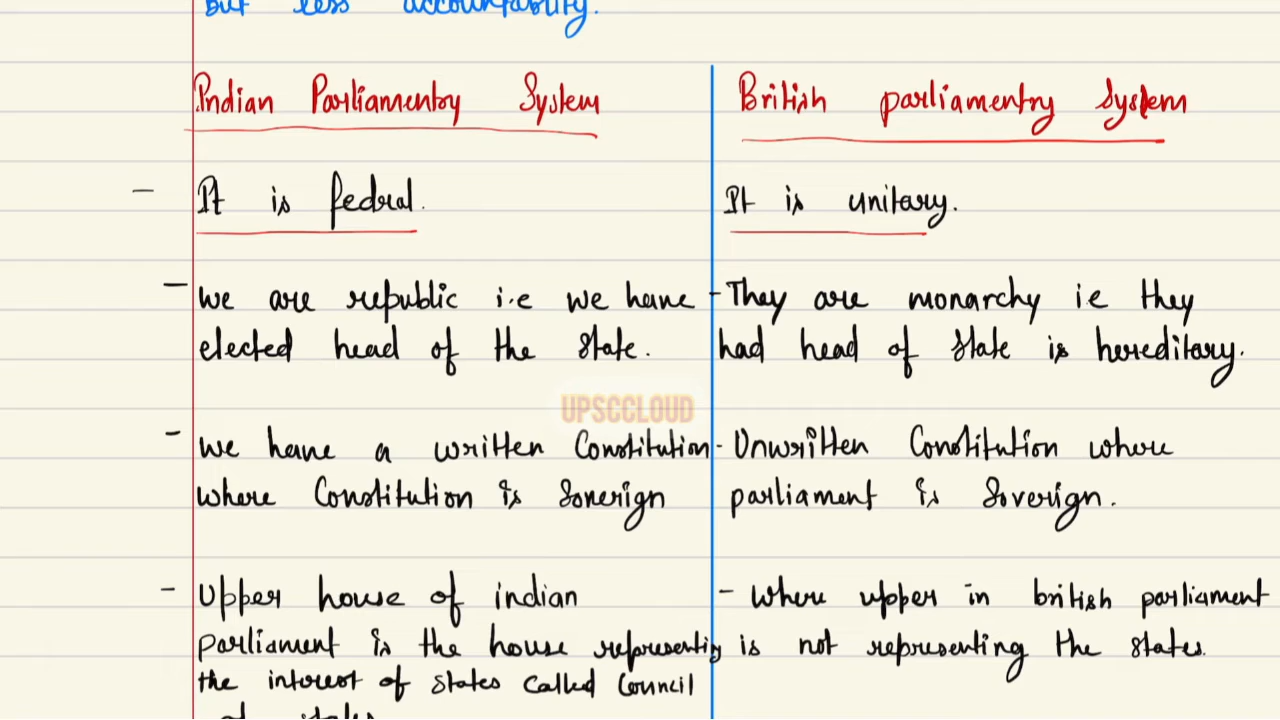 but less accountability.
Indian Parliamentry System
British parliamentry System
- It is fedral.
It is unitary.
- We are republic i.e we have
elected head of the State.
- They are monarchy ie they
had head of State is hereditary.
- We have a written Constitution
where Constitution is Soverign
- Unwritten Constitution where
parliament is Soverign.
- Upper house of indian
parliament is the house representing
the interest of states called Council
of states
- Where upper in british parliament
is not representing the states.
UPSCCLOUD